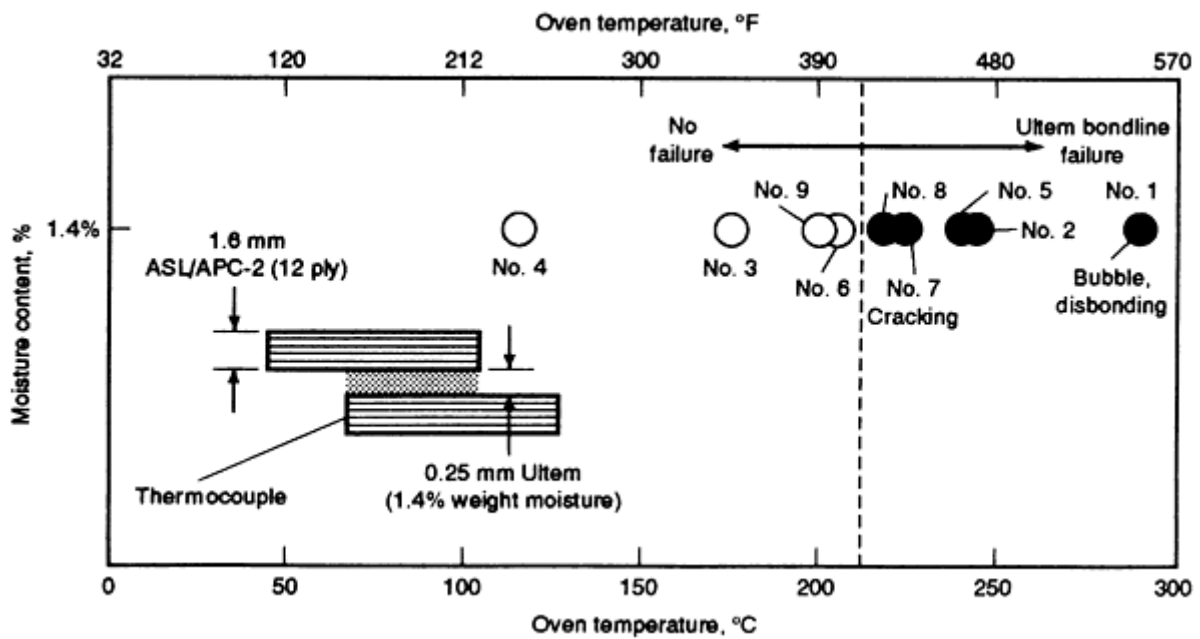 Oven temperature, °F
32 120 212 300 390 480 570
No
failure
Ultem bondline
failure
No. 9 No. 8 No. 5 No. 1
1.4%
No. 2
1.6 mm
ASL/APC-2 (12 ply)
No. 4 No. 3 No. 6 No. 7
Cracking
Bubble,
disbonding
Moisture content, %
Thermocouple
0.25 mm Ultem
(1.4% weight moisture)
0 50 100 150 200 250 300
Oven temperature, °C